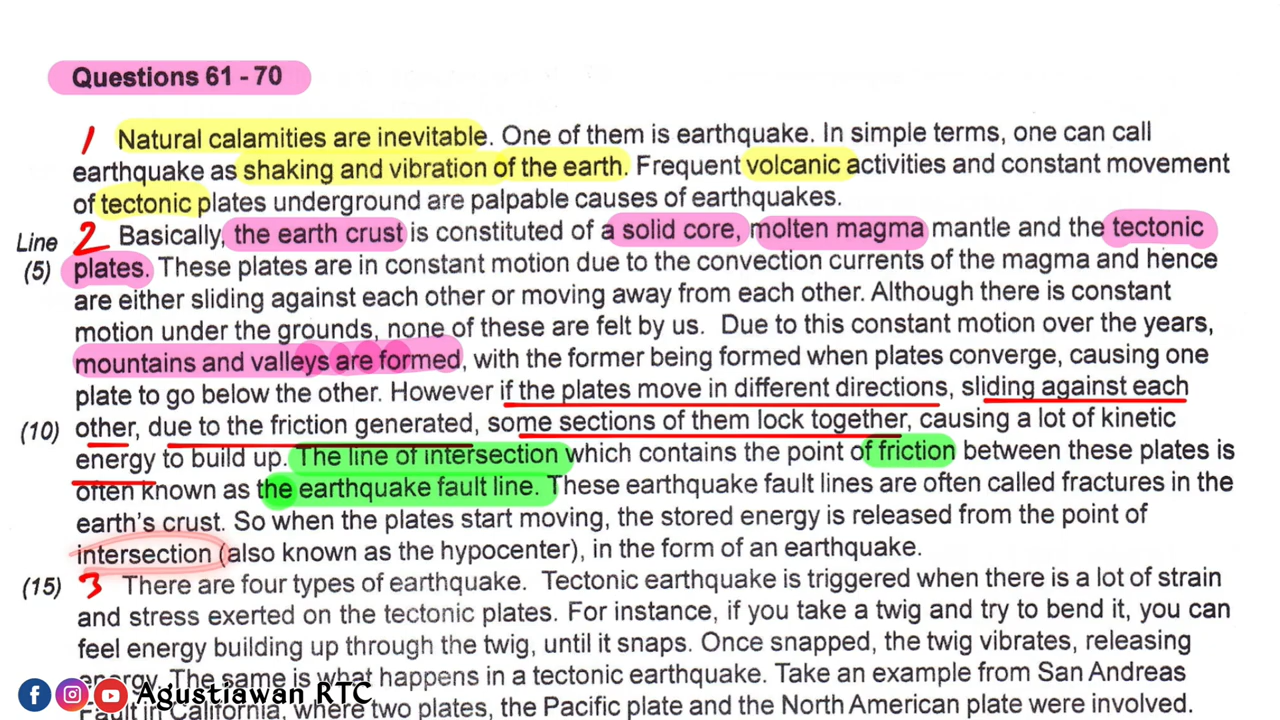 Questions 61 - 70
1 Natural calamities are inevitable. One of them is earthquake. In simple terms, one can call
earthquake as shaking and vibration of the earth. Frequent volcanic activities and constant movement
of tectonic plates underground are palpable causes of earthquakes.
Line 2 Basically, the earth crust is constituted of a solid core, molten magma mantle and the tectonic
(5) plates. These plates are in constant motion due to the convection currents of the magma and hence
are either sliding against each other or moving away from each other. Although there is constant
motion under the grounds, none of these are felt by us. Due to this constant motion over the years,
mountains and valleys are formed, with the former being formed when plates converge, causing one
plate to go below the other. However if the plates move in different directions, sliding against each
(10) other, due to the friction generated, some sections of them lock together, causing a lot of kinetic
energy to build up. The line of intersection which contains the point of friction between these plates is
often known as the earthquake fault line. These earthquake fault lines are often called fractures in the
earth's crust. So when the plates start moving, the stored energy is released from the point of
intersection (also known as the hypocenter), in the form of an earthquake.
(15) 3 There are four types of earthquake. Tectonic earthquake is triggered when there is a lot of strain
and stress exerted on the tectonic plates. For instance, if you take a twig and try to bend it, you can
feel energy building up through the twig, until it snaps. Once snapped, the twig vibrates, releasing
energy. The same is what happens in a tectonic earthquake. Take an example from San Andreas
Fault in California, where two plates, the Pacific plate and the North American plate were involved.
Agustiawan RTC